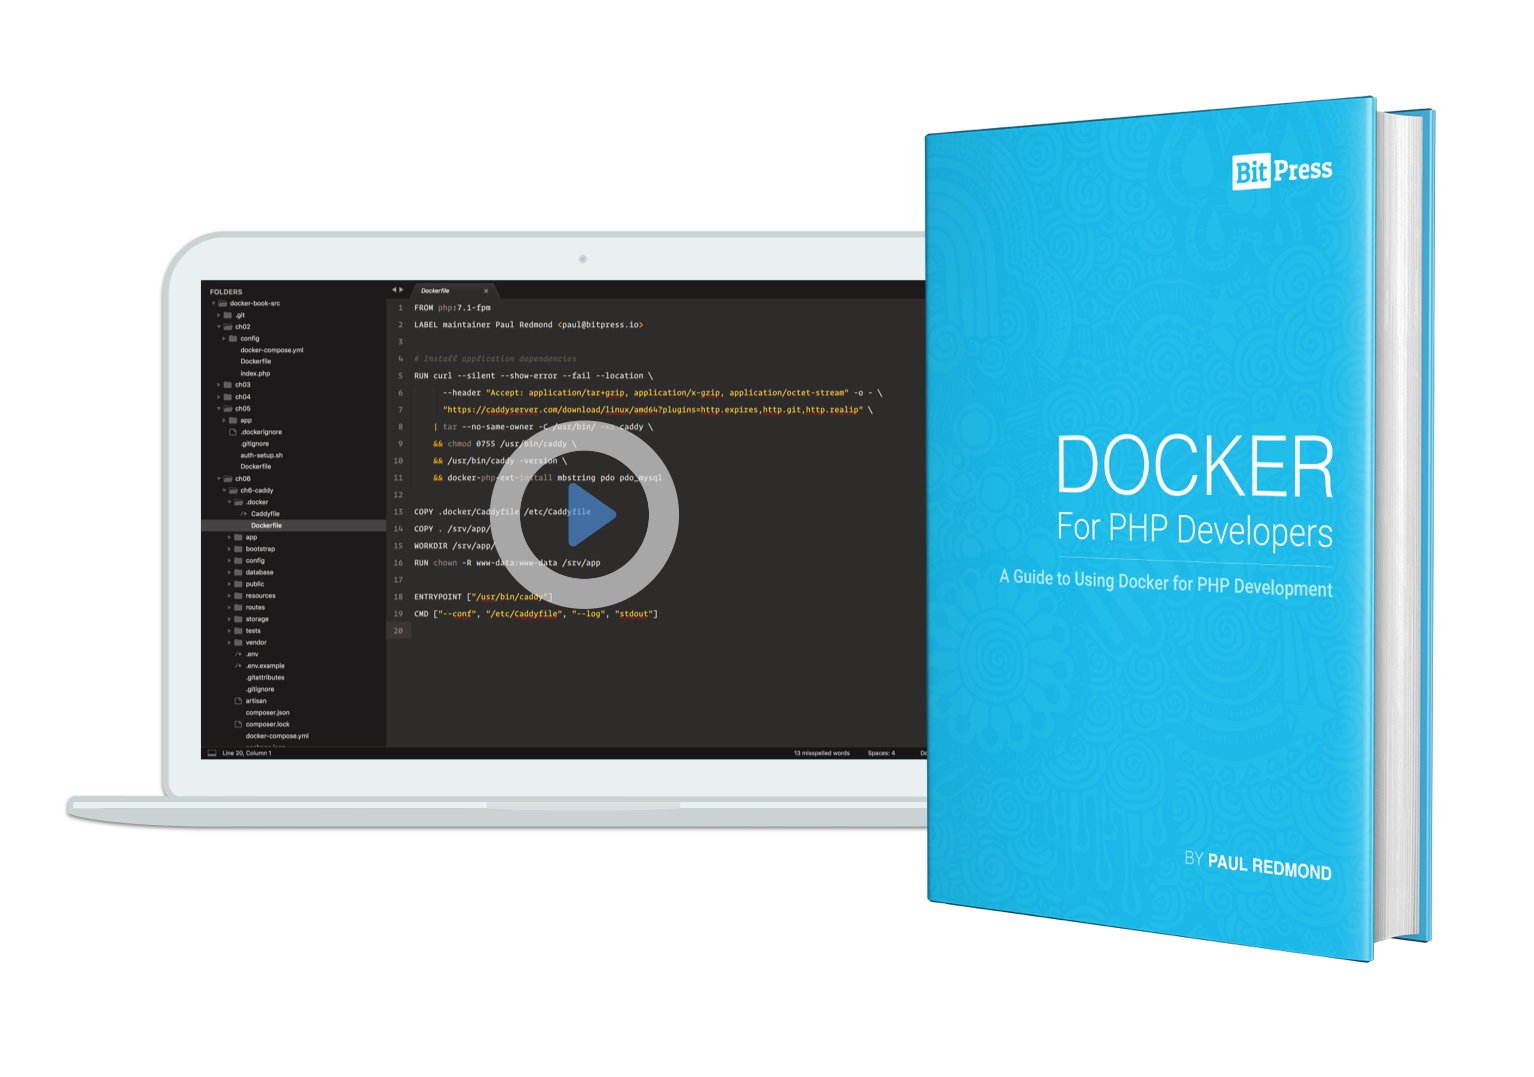 FOLDERS
docker-book-src
.git
ch02
config
docker-compose.yml
Dockerfile
index.php
ch03
ch04
ch05
app
.dockerignore
.gitignore
auth-setup.sh
Dockerfile
ch06
ch6-caddy
.docker
Caddyfile
Dockerfile
app
bootstrap
config
database
public
resources
routes
storage
tests
vendor
.env
.env.example
.gitattributes
.gitignore
artisan
composer.json
composer.lock
docker-compose.yml
Line 20, Column 1
Dockerfile
1 FROM php:7.1-fpm
2 LABEL maintainer Paul Redmond <paul@bitpress.io>
3
4 # Install application dependencies
5 RUN curl --silent --show-error --fail --location \
6 --header "Accept: application/tar+gzip, application/x-gzip, application/octet-stream" -o - \
7 "https://caddyserver.com/download/linux/amd64?plugins=http.expires,http.git,http.realip" \
8 | tar --no-same-owner -C /usr/bin/ caddy \
9 && chmod 0755 /usr/bin/caddy \
10 && /usr/bin/caddy -version \
11 && docker-php-ext-install mbstring pdo pdo_mysql
12
13 COPY .docker/Caddyfile /etc/Caddyfile
14 COPY . /srv/app/
15 WORKDIR /srv/app/
16 RUN chown -R www-data:www-data /srv/app
17
18 ENTRYPOINT ["/usr/bin/caddy"]
19 CMD ["--conf", "/etc/Caddyfile", "--log", "stdout"]
20
13 misspelled words
Spaces: 4
Bit Press
DOCKER
For PHP Developers
A Guide to Using Docker for PHP Development
BY PAUL REDMOND